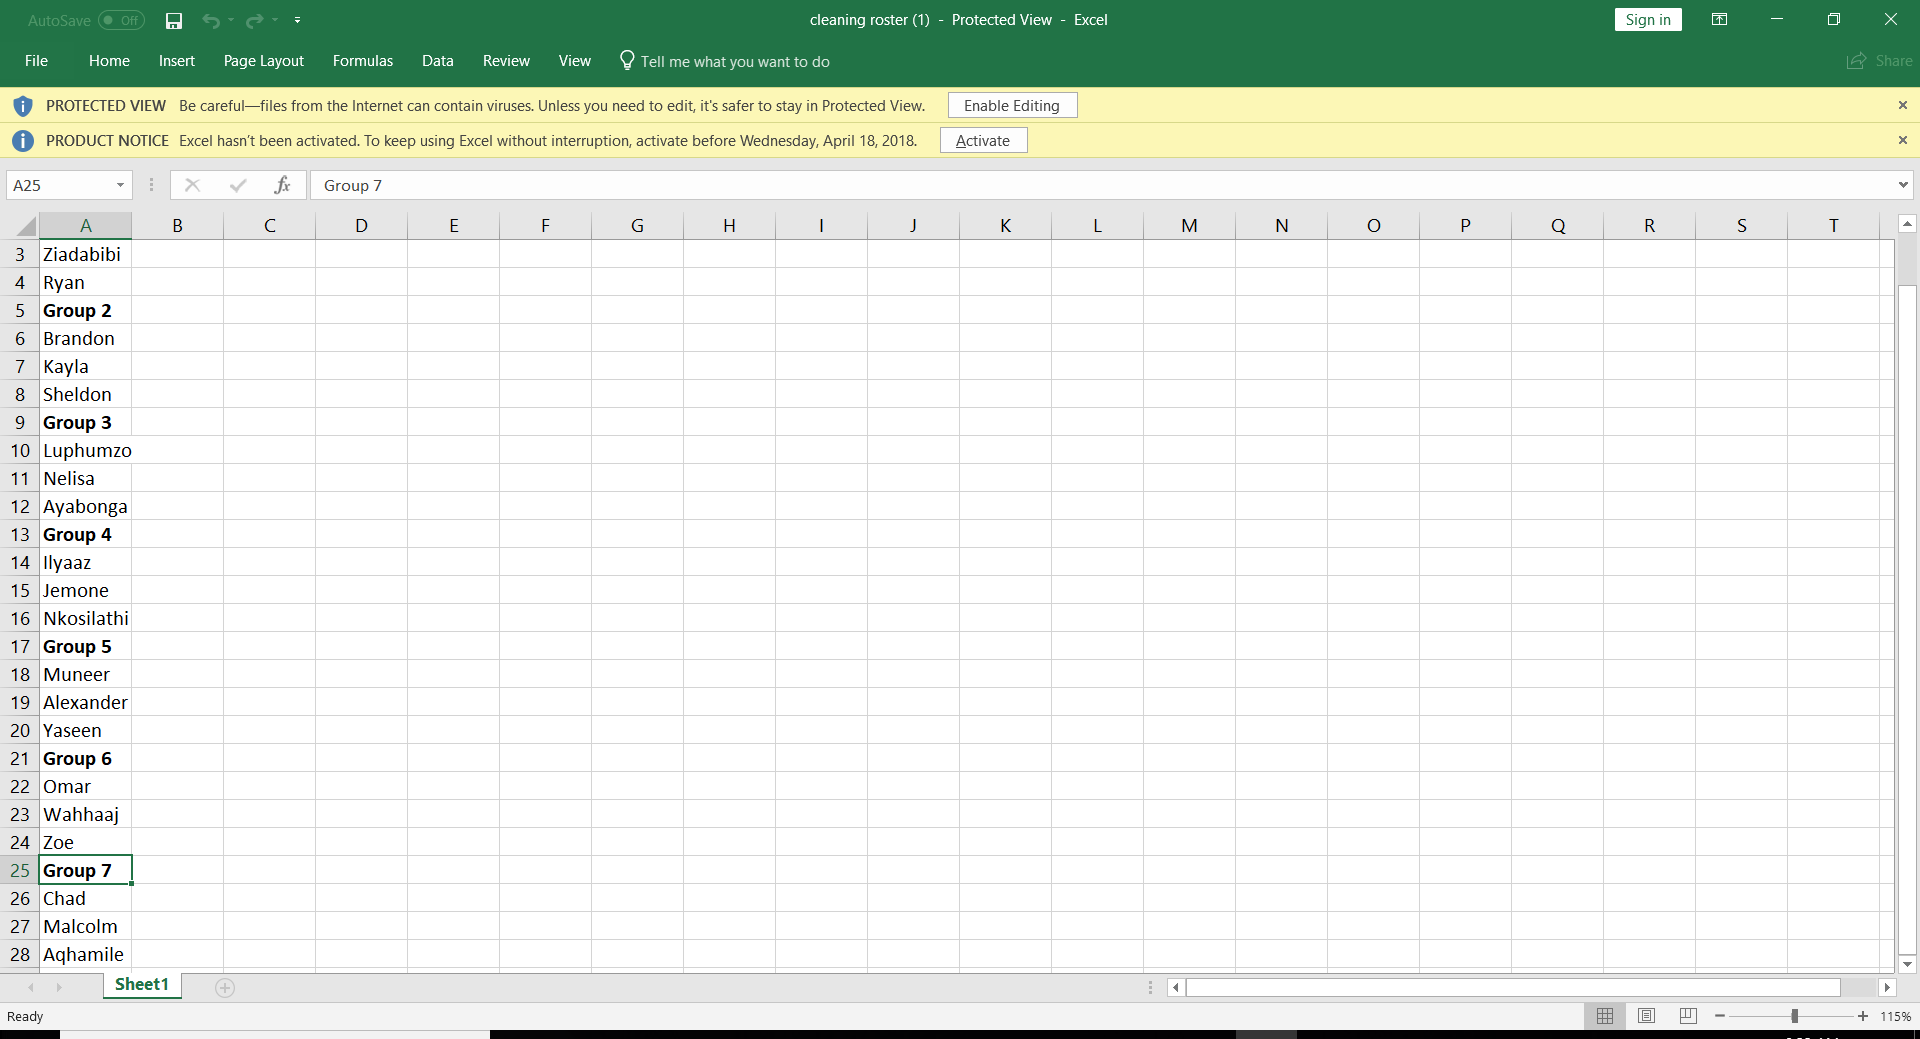 AutoSave Off
cleaning roster (1) - Protected View - Excel
Sign in
File Home Insert Page Layout Formulas Data Review View Tell me what you want to do Share
PROTECTED VIEW Be careful—files from the Internet can contain viruses. Unless you need to edit, it's safer to stay in Protected View. Enable Editing
PRODUCT NOTICE Excel hasn't been activated. To keep using Excel without interruption, activate before Wednesday, April 18, 2018. Activate
A25 fx Group 7
A B C D E F G H I J K L M N O P Q R S T
3 Ziadabibi
4 Ryan
5 Group 2
6 Brandon
7 Kayla
8 Sheldon
9 Group 3
10 Luphumzo
11 Nelisa
12 Ayabonga
13 Group 4
14 Ilyaaz
15 Jemone
16 Nkosilathi
17 Group 5
18 Muneer
19 Alexander
20 Yaseen
21 Group 6
22 Omar
23 Wahhaaj
24 Zoe
25 Group 7
26 Chad
27 Malcolm
28 Aqhamile
Sheet1
Ready
115%